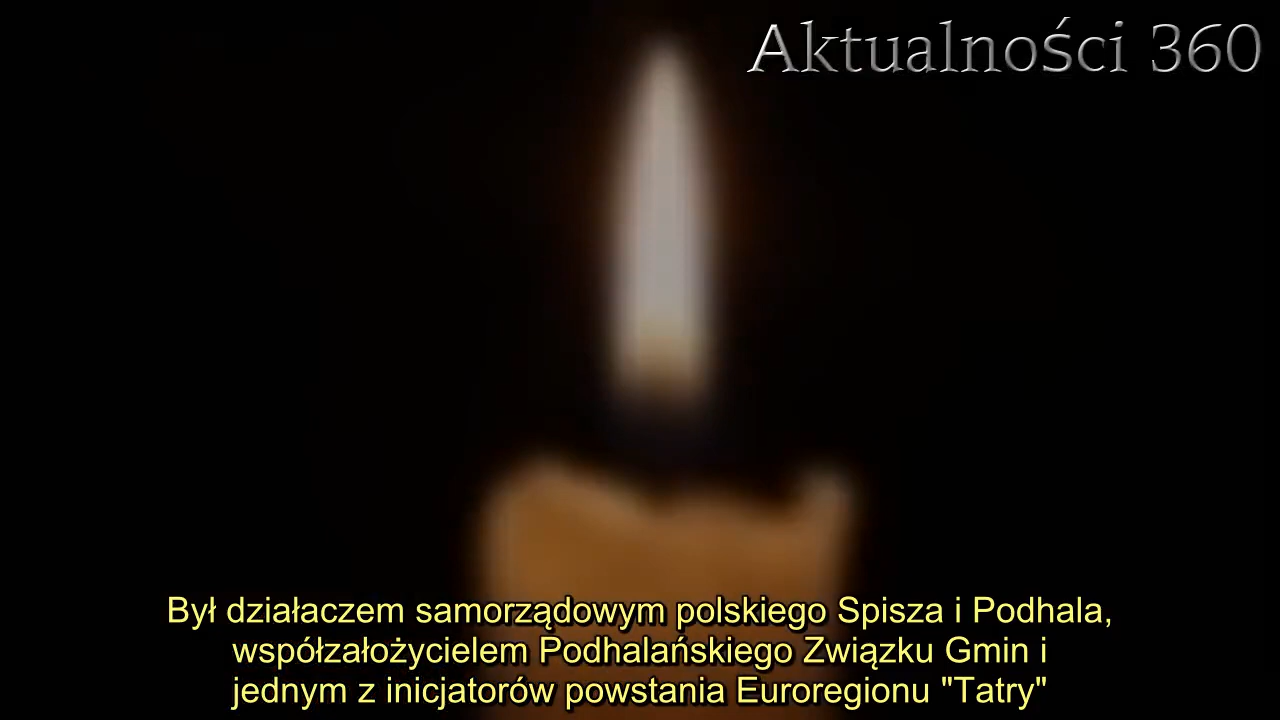 Aktualności 360
Był działaczem samorządowym polskiego Spisza i Podhala,
współzałożycielem Podhalańskiego Związku Gmin i
jednym z inicjatorów powstania Euroregionu "Tatry"